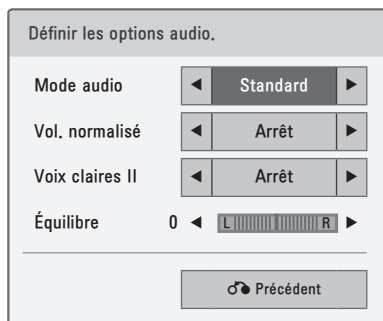 Définir les options audio.
Mode audio ◀ Standard ▶
Vol. normalisé ◀ Arrêt ▶
Voix claires II ◀ Arrêt ▶
Équilibre 0 ◀ L R ▶
Précédent